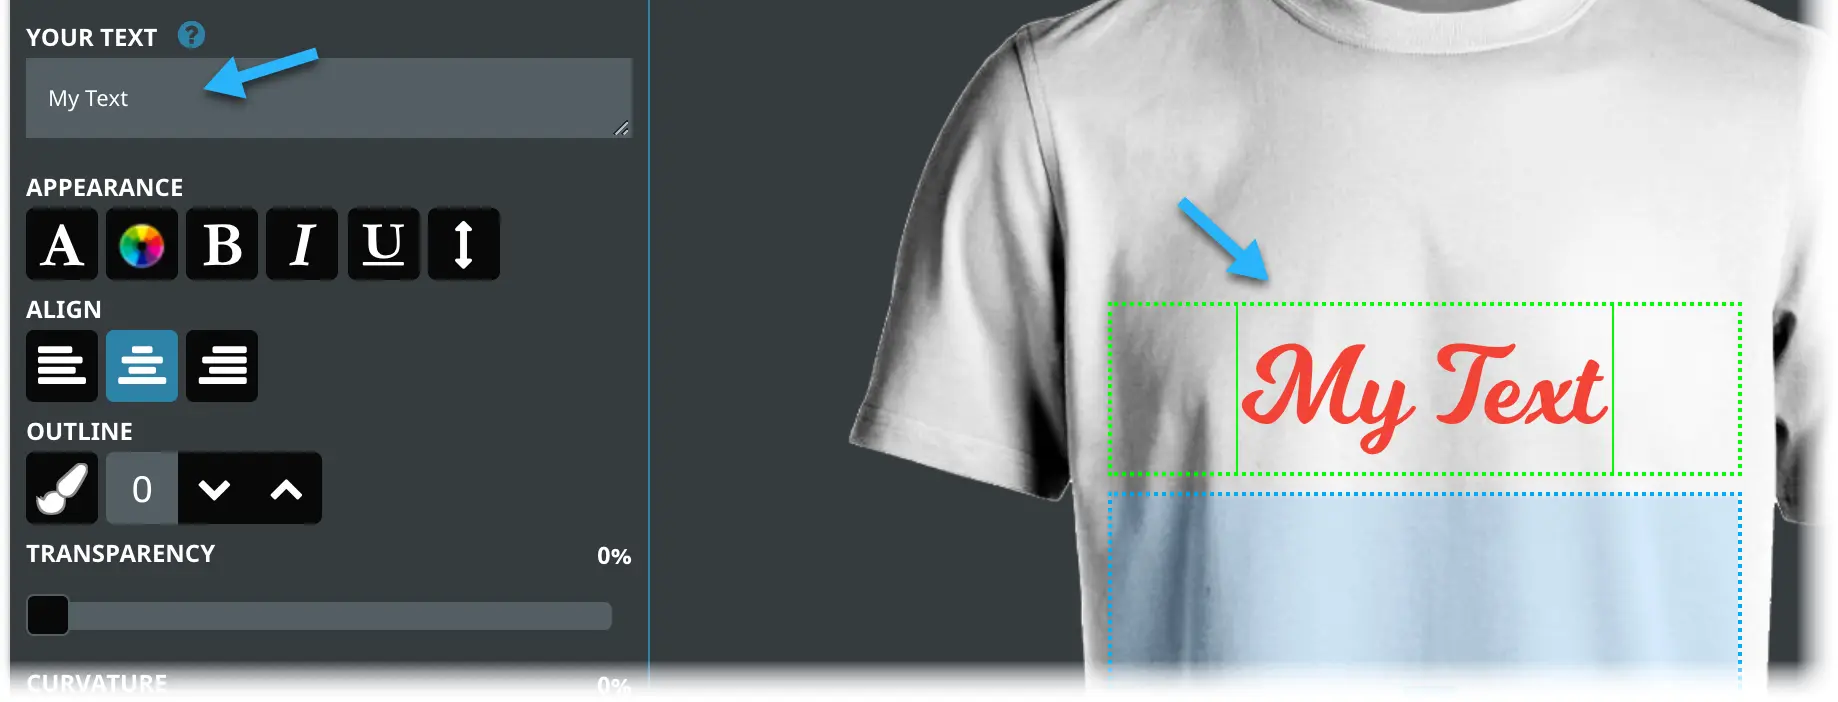 YOUR TEXT ?
My Text
APPEARANCE
A B I U
ALIGN
OUTLINE
0
TRANSPARENCY 0%
CURVATURE 0%
My Text